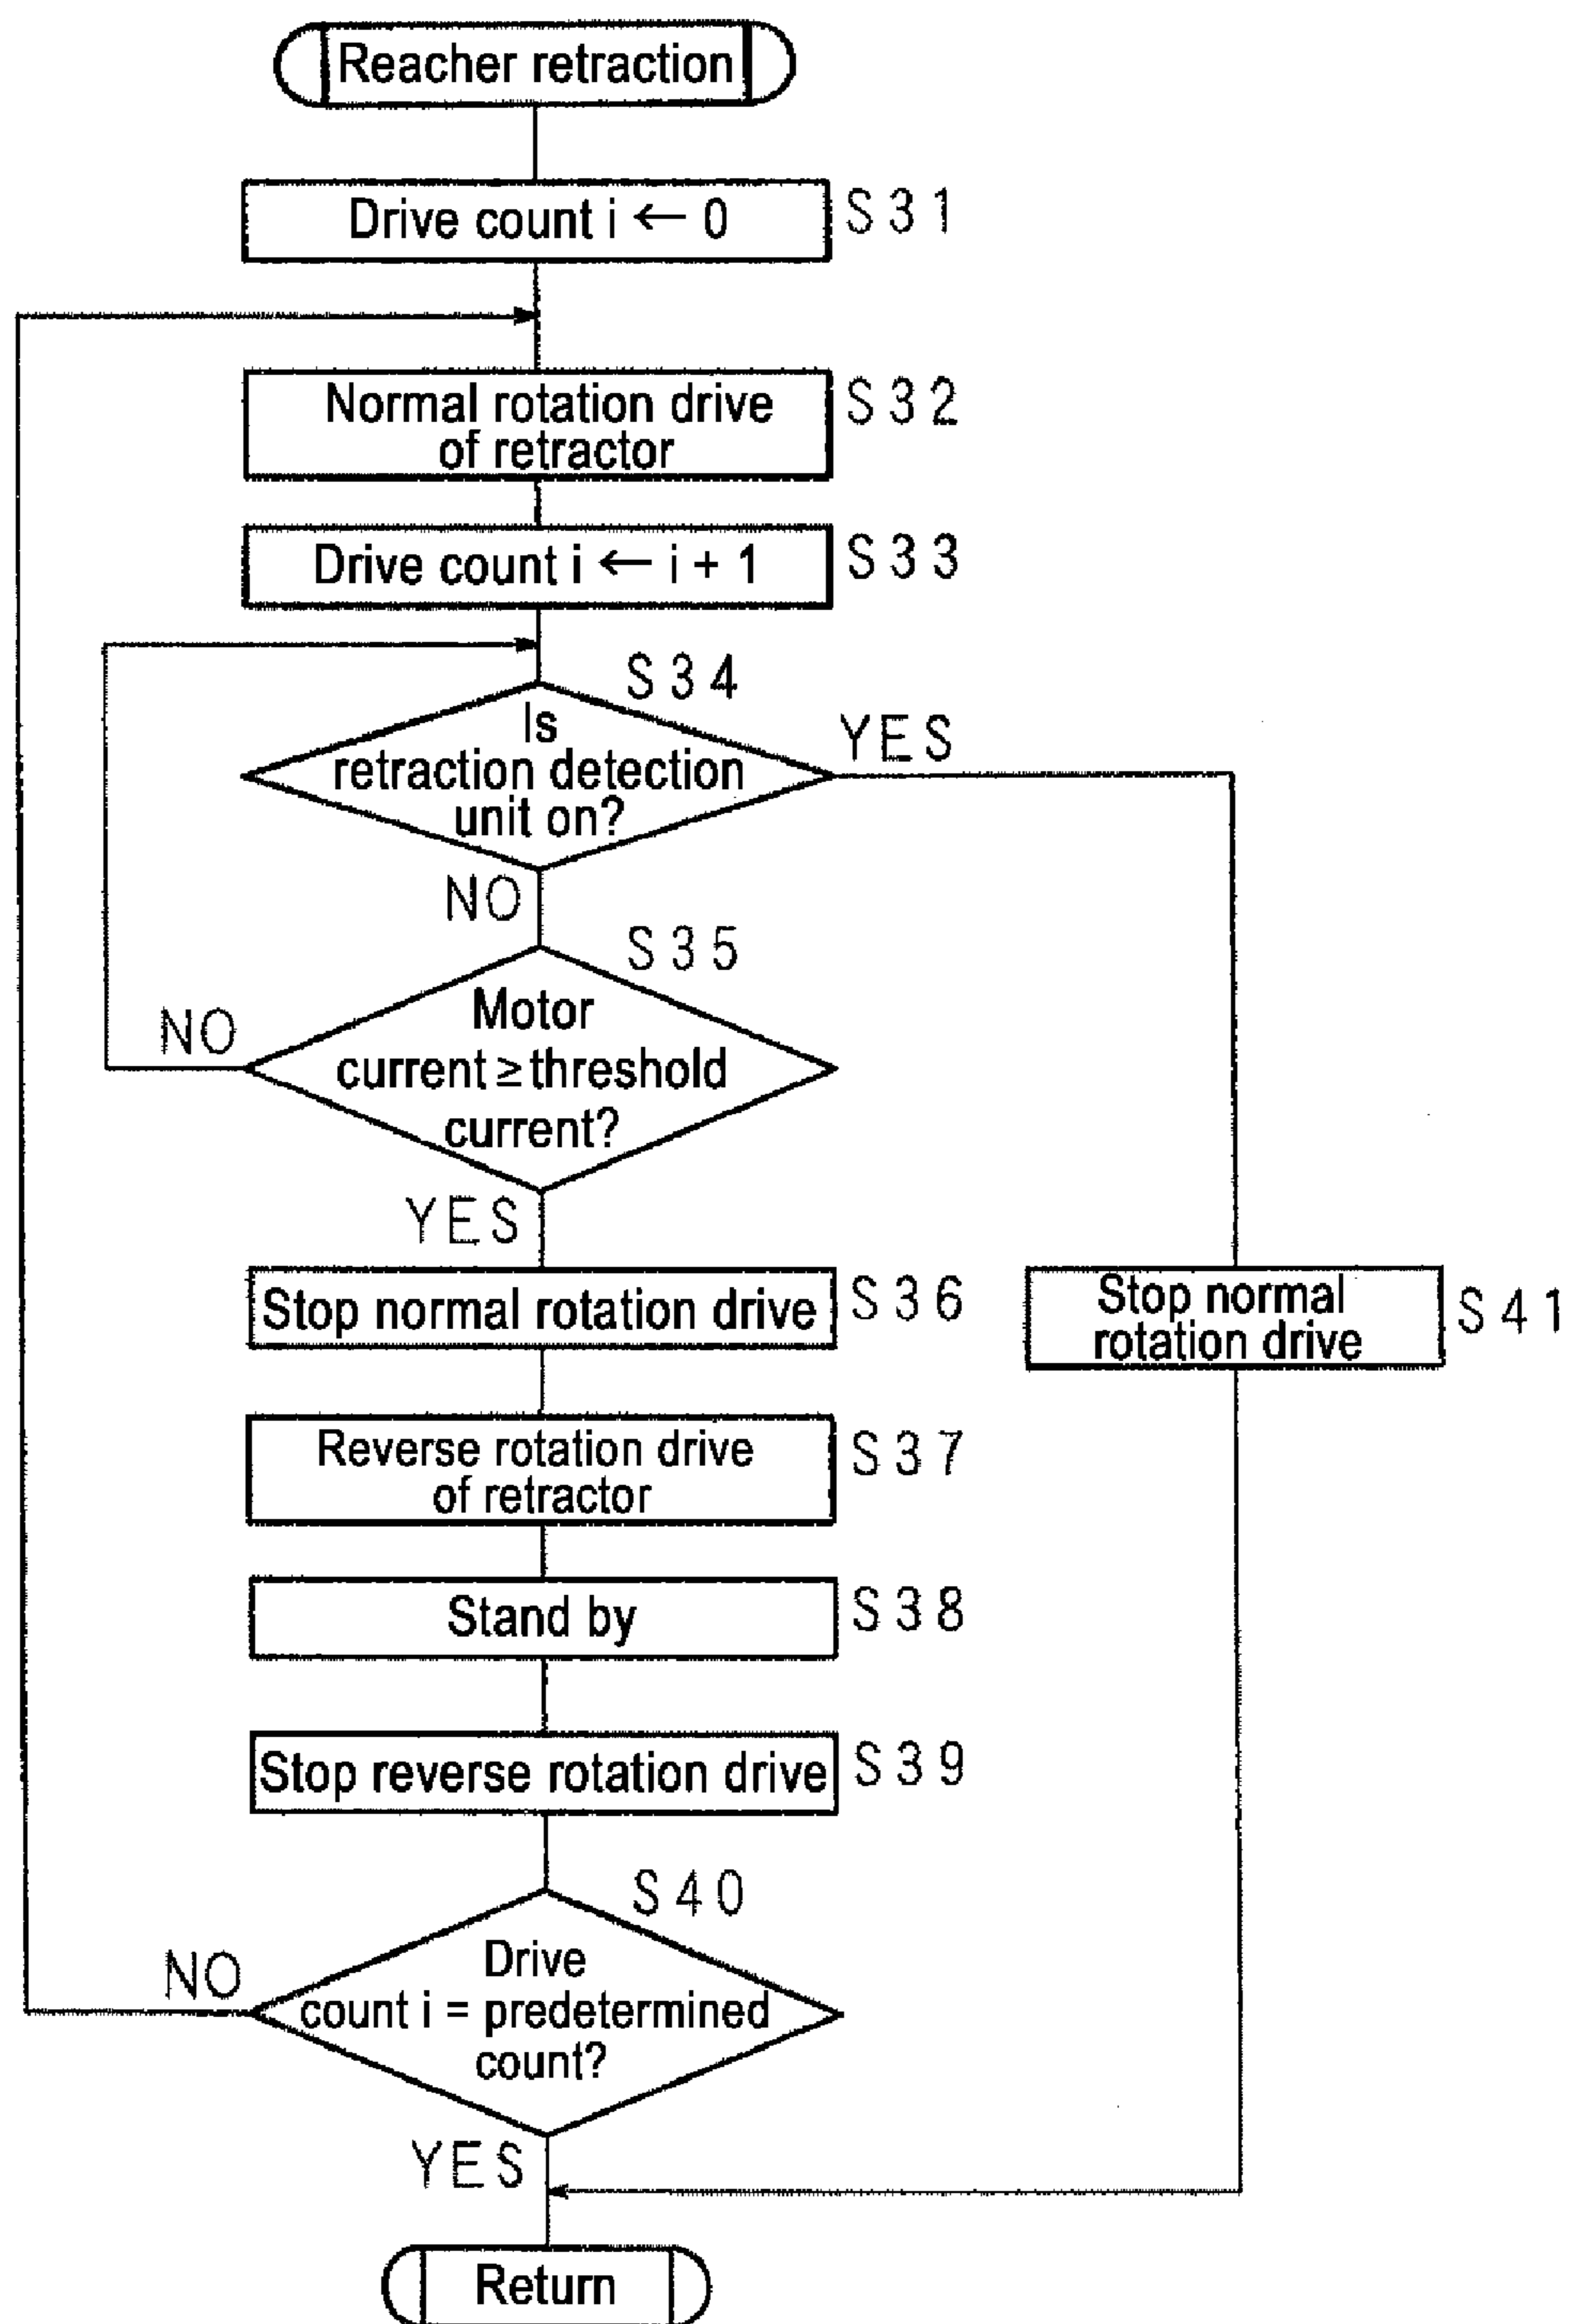 Reacher retraction
Drive count i ← 0
S31
Normal rotation drive
of retractor
S32
Drive count i ← i + 1
S33
S34
Is
retraction detection
unit on?
YES
NO
S35
Motor
current ≥ threshold
current?
NO
YES
Stop normal rotation drive
S36
Stop normal
rotation drive
S41
Reverse rotation drive
of retractor
S37
Stand by
S38
Stop reverse rotation drive
S39
S40
Drive
count i = predetermined
count?
NO
YES
Return